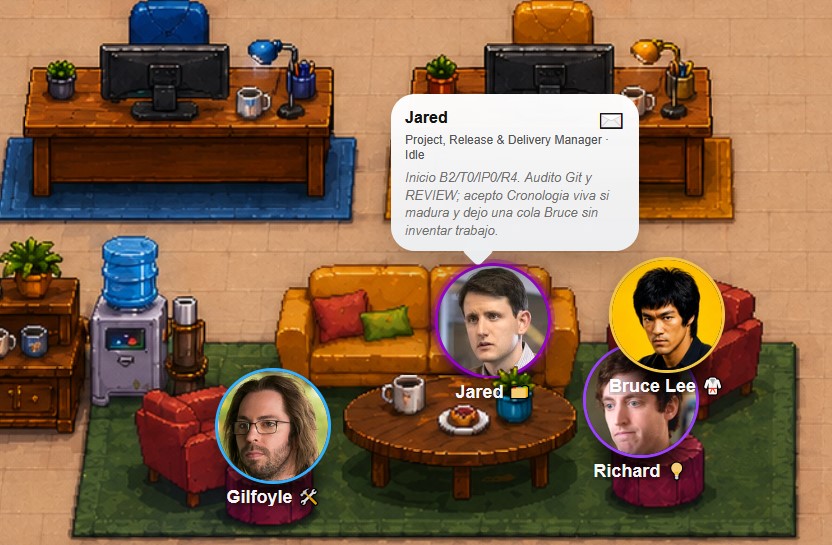 Jared
Project, Release & Delivery Manager ·
Idle
Inicio B2/T0/IP0/R4. Audito Git y
REVIEW; acepto Cronologia viva si
madura y dejo una cola Bruce sin
inventar trabajo.
Jared
Bruce Lee
Richard
Gilfoyle